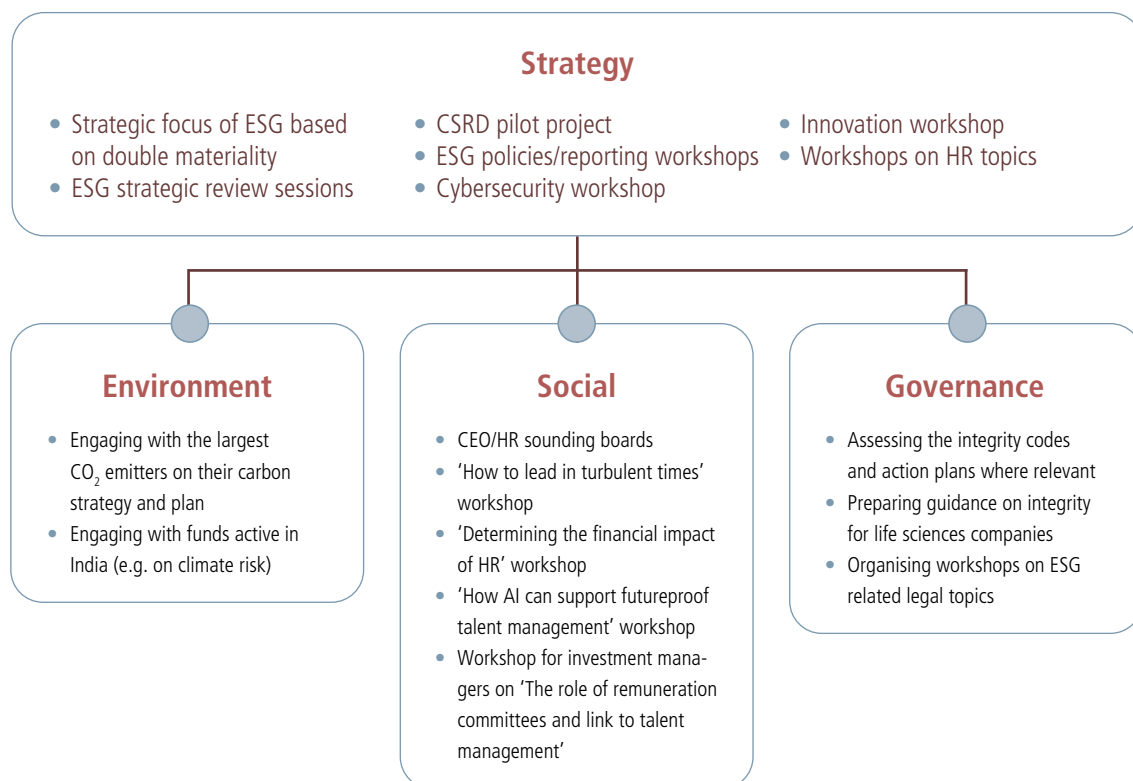 Strategy
• Strategic focus of ESG based
on double materiality
• ESG strategic review sessions
• CSRD pilot project
• ESG policies/reporting workshops
• Cybersecurity workshop
• Innovation workshop
• Workshops on HR topics
Environment
• Engaging with the largest
CO₂ emitters on their carbon
strategy and plan
• Engaging with funds active in
India (e.g. on climate risk)
Social
• CEO/HR sounding boards
• ‘How to lead in turbulent times’
workshop
• ‘Determining the financial impact
of HR’ workshop
• ‘How AI can support futureproof
talent management’ workshop
• Workshop for investment mana-
gers on ‘The role of remuneration
committees and link to talent
management’
Governance
• Assessing the integrity codes
and action plans where relevant
• Preparing guidance on integrity
for life sciences companies
• Organising workshops on ESG
related legal topics